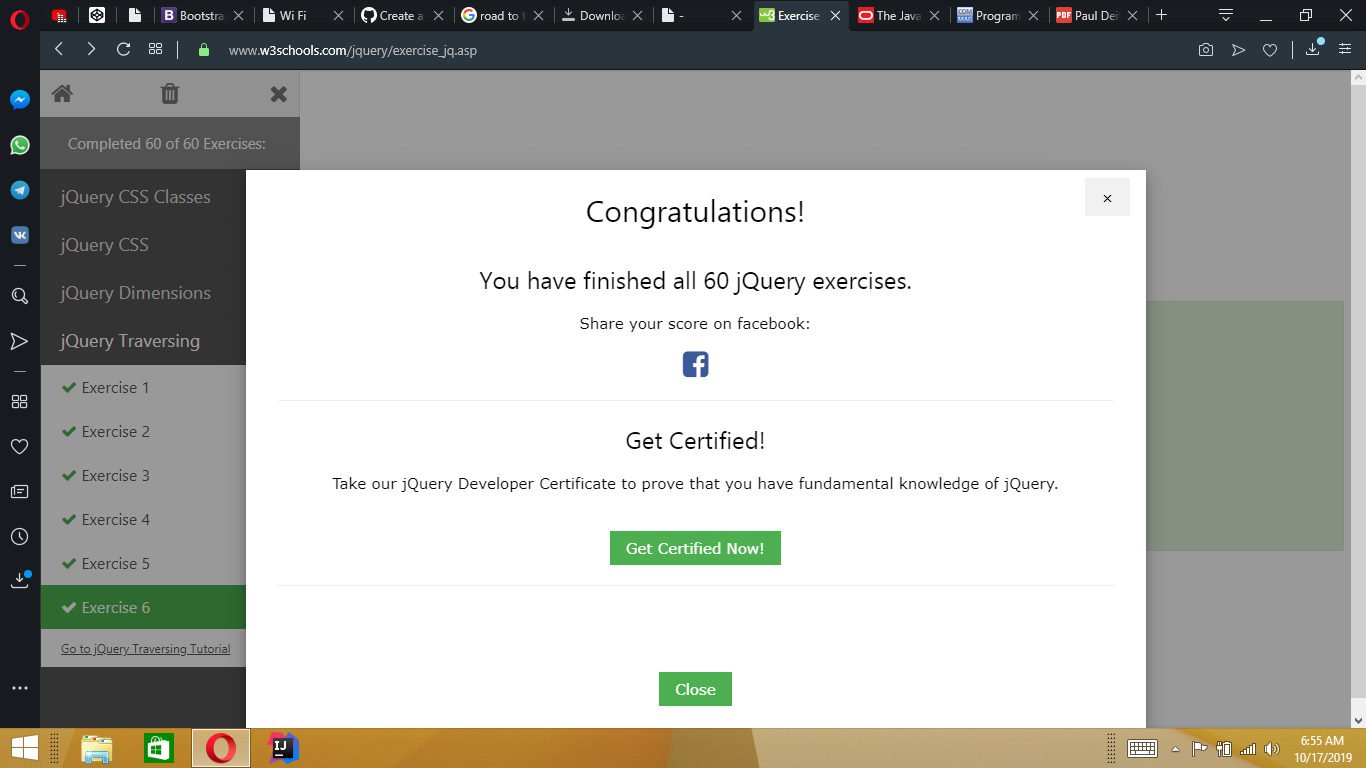 Bootstra
Wi Fi
Create a
road to t
Downloa
-
Exercise
The Java
Program
Paul Dei
www.w3schools.com/jquery/exercise_jq.asp
Completed 60 of 60 Exercises:
jQuery CSS Classes
jQuery CSS
jQuery Dimensions
jQuery Traversing
Exercise 1
Exercise 2
Exercise 3
Exercise 4
Exercise 5
Exercise 6
Go to jQuery Traversing Tutorial
×
Congratulations!
You have finished all 60 jQuery exercises.
Share your score on facebook:
Get Certified!
Take our jQuery Developer Certificate to prove that you have fundamental knowledge of jQuery.
Get Certified Now!
Close
6:55 AM
10/17/2019